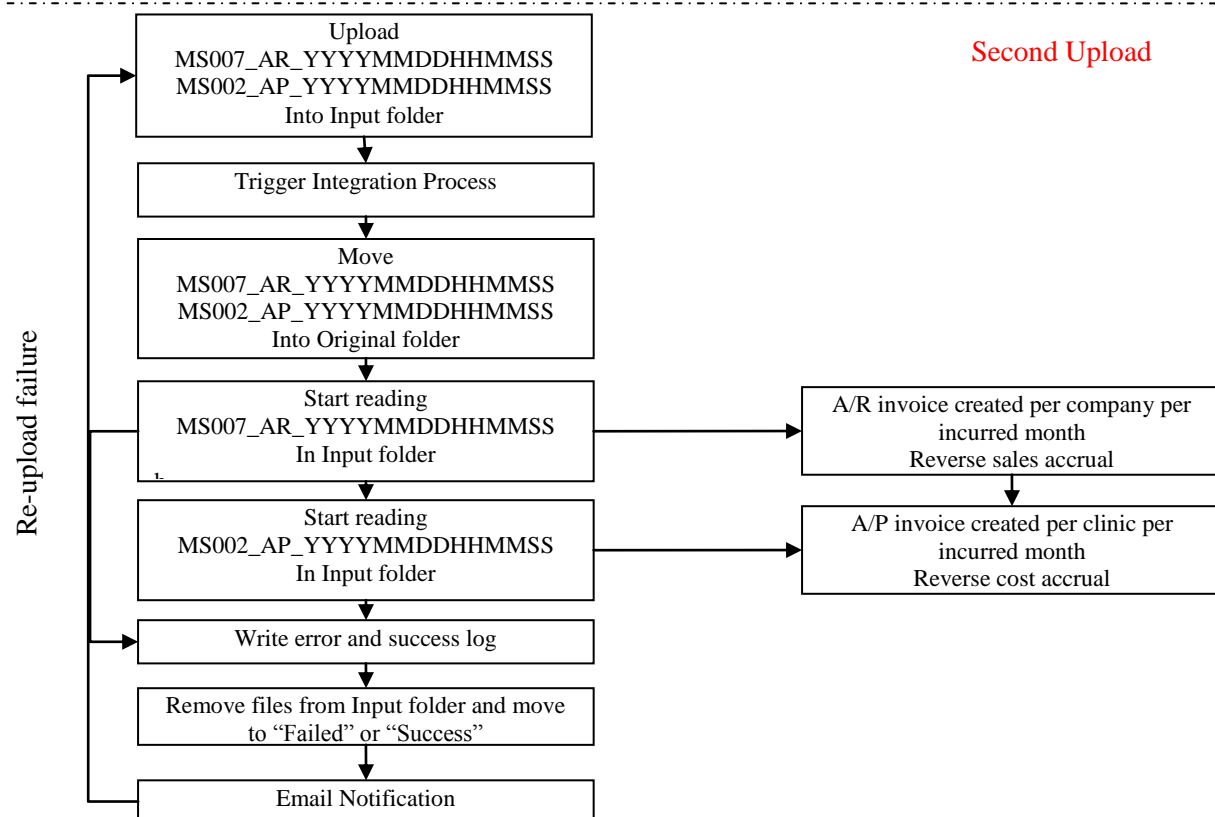 Upload
MS007_AR_YYYYMMDDHHMMSS
MS002_AP_YYYYMMDDHHMMSS
Into Input folder
Second Upload
Trigger Integration Process
Move
MS007_AR_YYYYMMDDHHMMSS
MS002_AP_YYYYMMDDHHMMSS
Into Original folder
Re-upload failure
Start reading
MS007_AR_YYYYMMDDHHMMSS
In Input folder
A/R invoice created per company per
incurred month
Reverse sales accrual
Start reading
MS002_AP_YYYYMMDDHHMMSS
In Input folder
A/P invoice created per clinic per
incurred month
Reverse cost accrual
Write error and success log
Remove files from Input folder and move
to “Failed” or “Success”
Email Notification